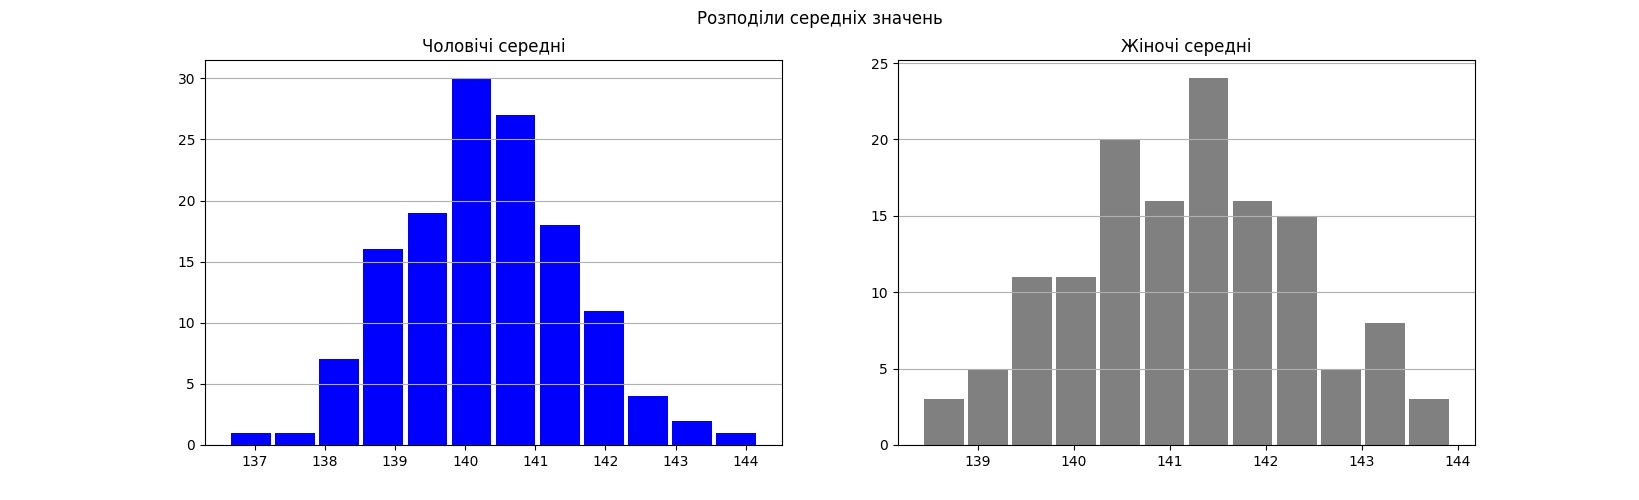 Розподіли середніх значень
Чоловічі середні
30
25
20
15
10
5
0
137 138 139 140 141 142 143 144
Жіночі середні
25
20
15
10
5
0
139 140 141 142 143 144